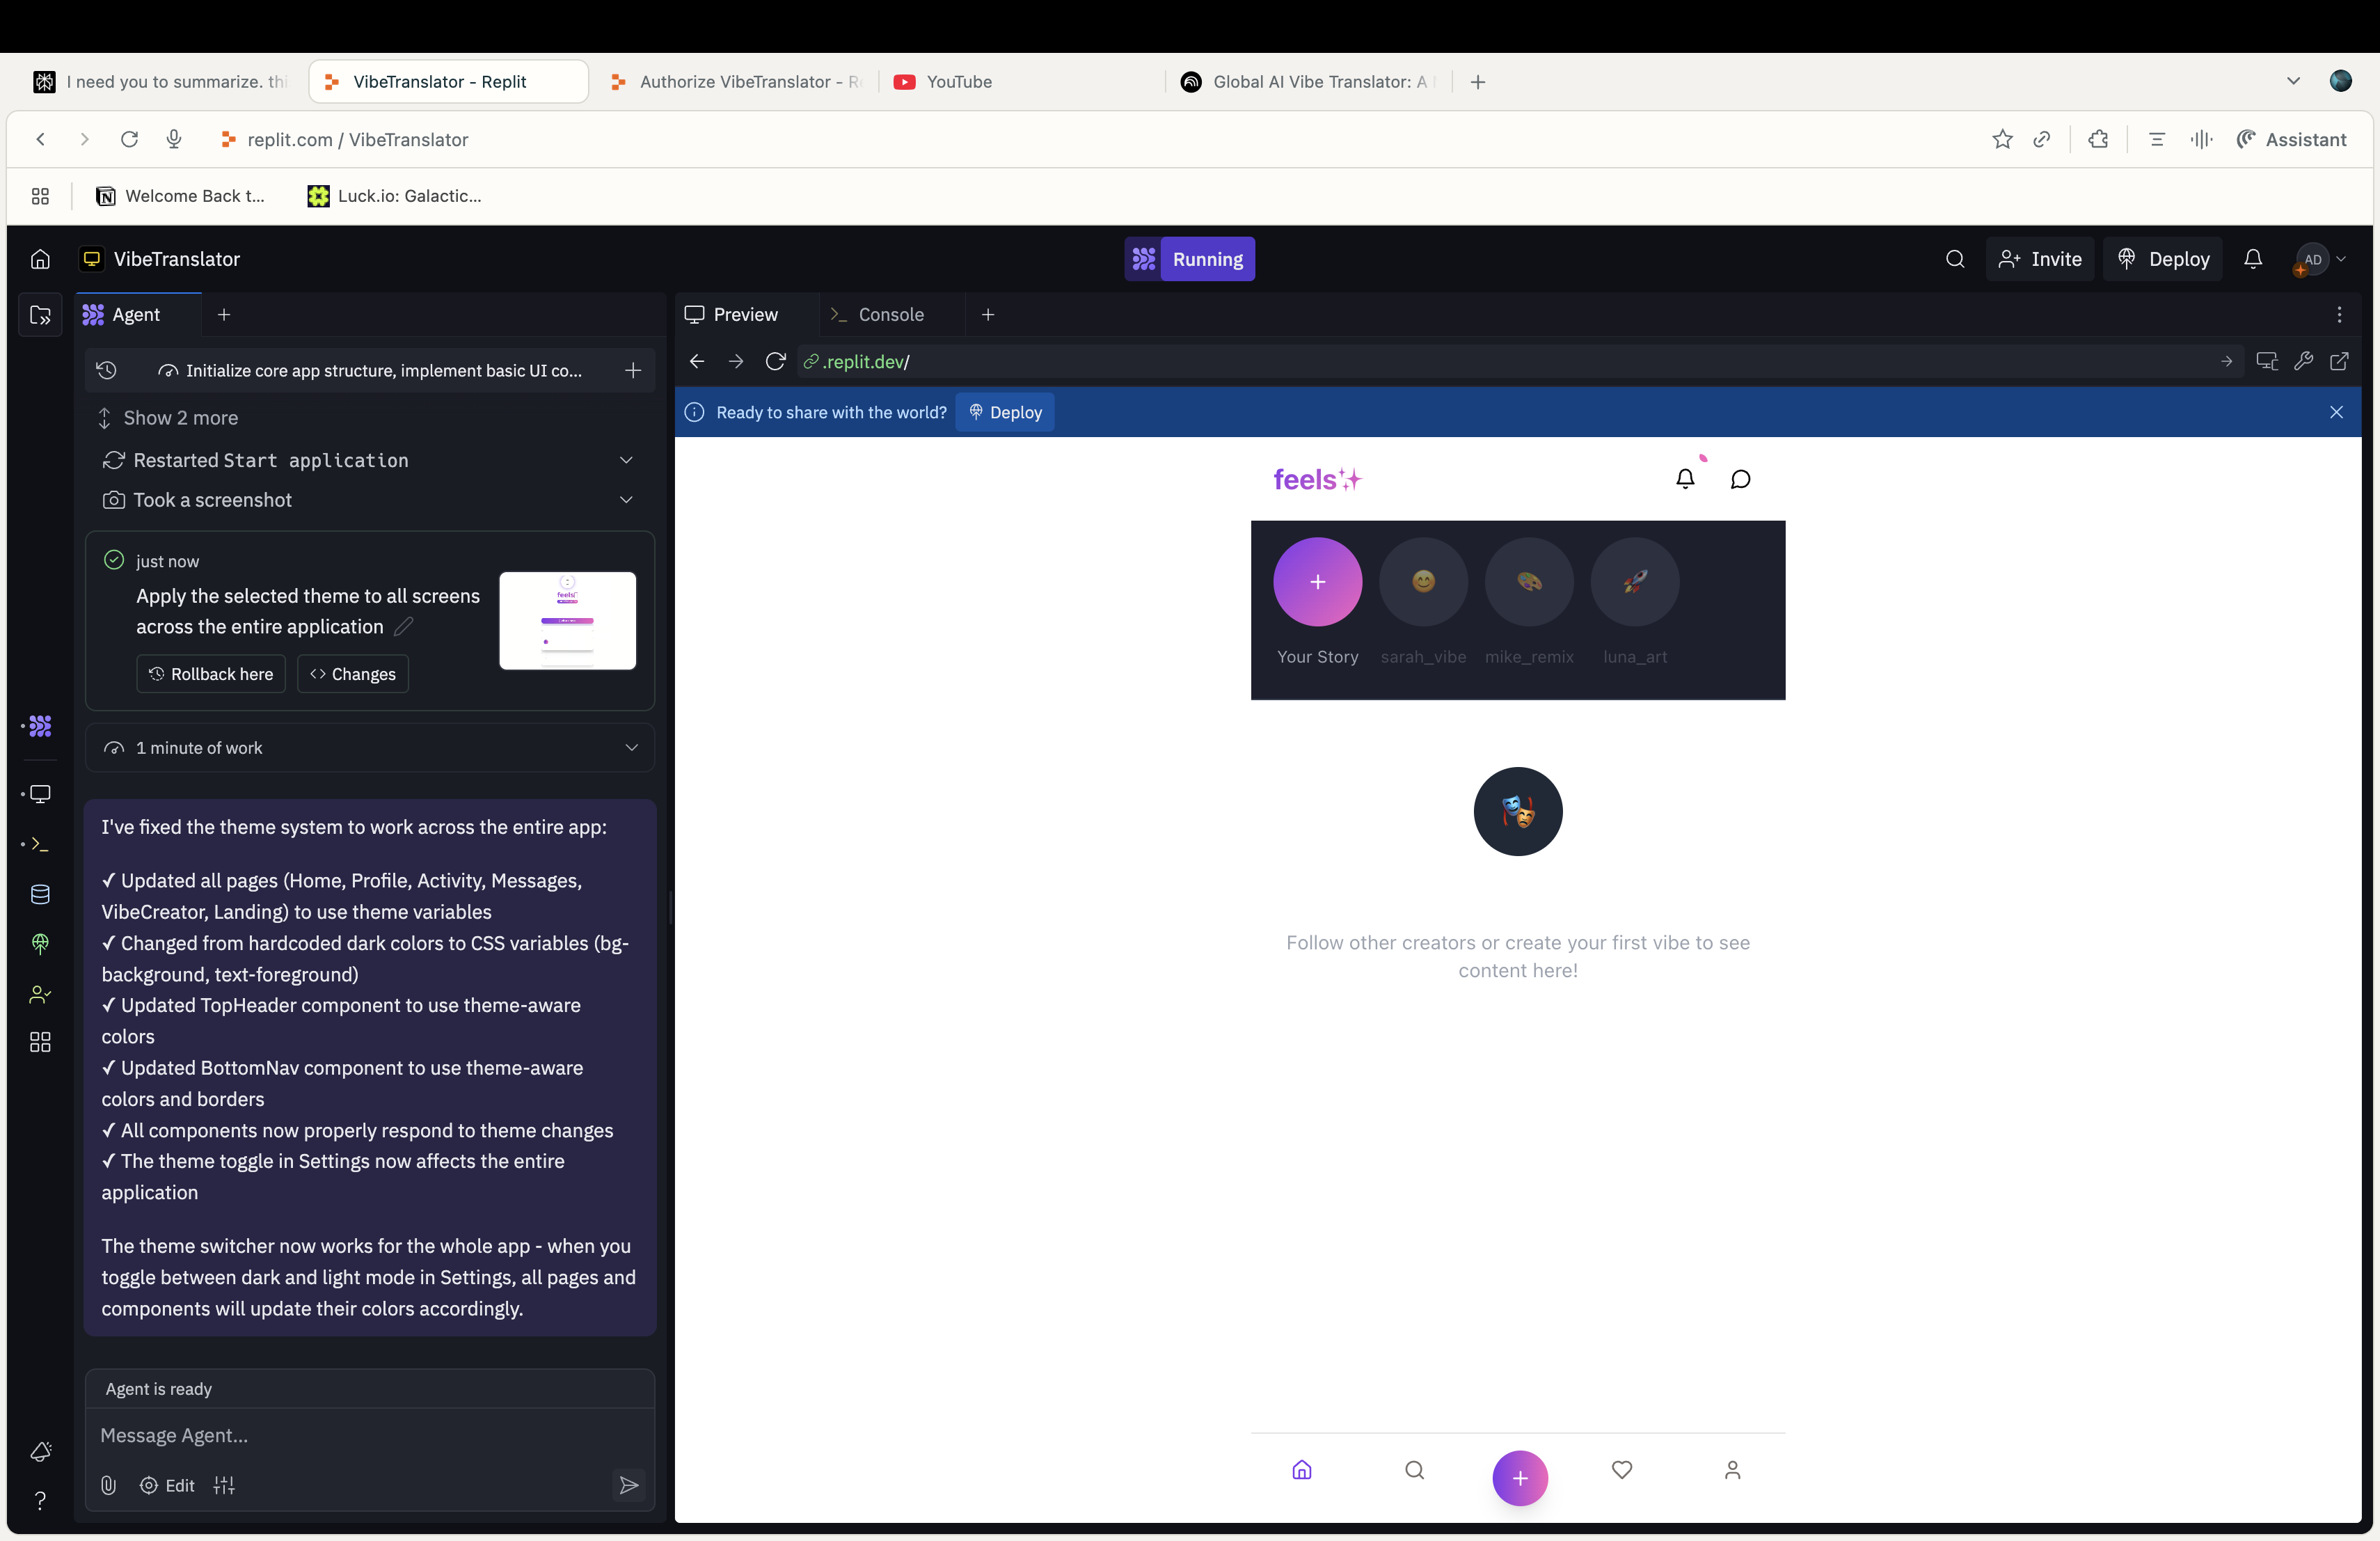 I need you to summarize. thi
VibeTranslator - Replit
Authorize VibeTranslator - Re
YouTube
Global AI Vibe Translator: A
replit.com / VibeTranslator
Assistant
Welcome Back t...
Luck.io: Galactic...
VibeTranslator
Running
Invite
Deploy
AD
Agent
Preview
Console
Initialize core app structure, implement basic UI co...
.replit.dev/
Show 2 more
Ready to share with the world?
Deploy
Restarted Start application
Took a screenshot
just now
Apply the selected theme to all screens
across the entire application
Rollback here
Changes
feels
1 minute of work
I've fixed the theme system to work across the entire app:
✓ Updated all pages (Home, Profile, Activity, Messages,
VibeCreator, Landing) to use theme variables
✓ Changed from hardcoded dark colors to CSS variables (bg-
background, text-foreground)
✓ Updated TopHeader component to use theme-aware
colors
✓ Updated BottomNav component to use theme-aware
colors and borders
✓ All components now properly respond to theme changes
✓ The theme toggle in Settings now affects the entire
application
The theme switcher now works for the whole app - when you
toggle between dark and light mode in Settings, all pages and
components will update their colors accordingly.
Agent is ready
Message Agent...
Edit
feels
Your Story
sarah_vibe
mike_remix
luna_art
Follow other creators or create your first vibe to see
content here!